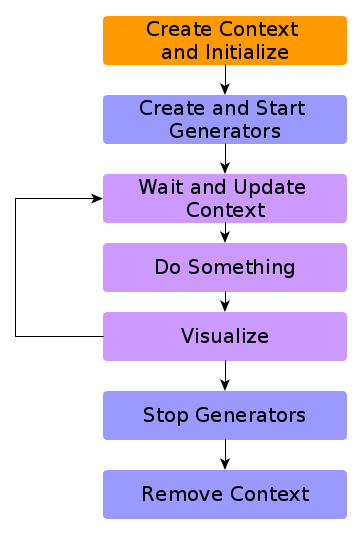 Create Context
and Initialize
Create and Start
Generators
Wait and Update
Context
Do Something
Visualize
Stop Generators
Remove Context